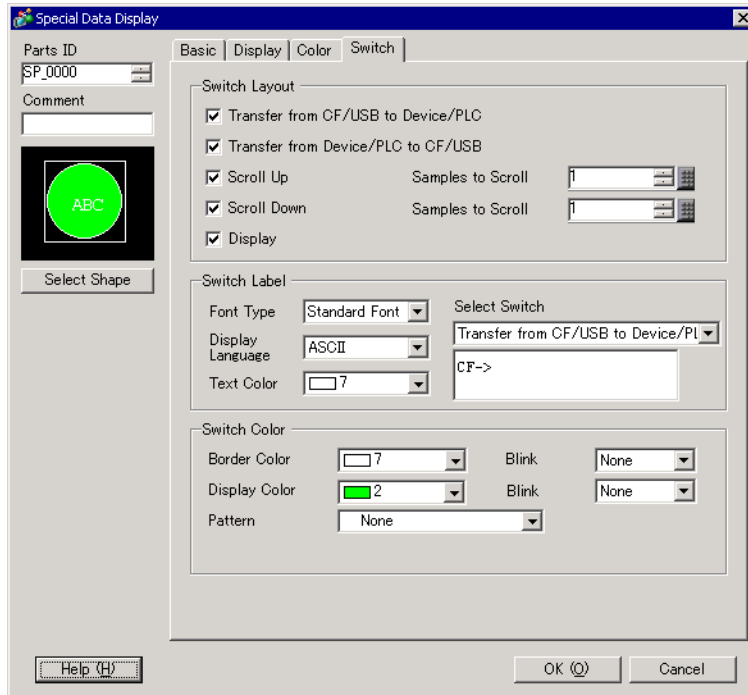 Special Data Display
Parts ID
SP_0000
Comment
ABC
Select Shape
Basic
Display
Color
Switch
Switch Layout
Transfer from CF/USB to Device/PLC
Transfer from Device/PLC to CF/USB
Scroll Up Samples to Scroll 1
Scroll Down Samples to Scroll 1
Display
Switch Label
Font Type Standard Font
Display Language ASCII
Text Color 7
Select Switch
Transfer from CF/USB to Device/PL
CF->
Switch Color
Border Color 7 Blink None
Display Color 2 Blink None
Pattern None
Help (H) OK (O) Cancel